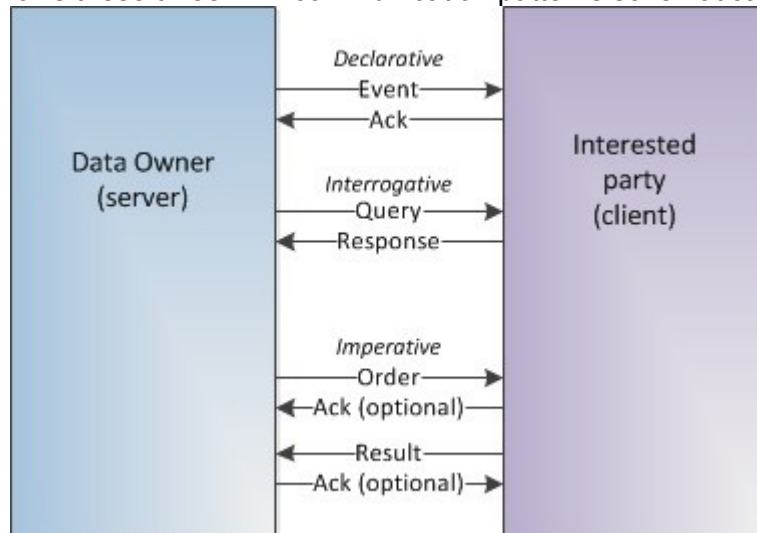 Declarative
Event
Ack
Data Owner
(server)
Interested
party
(client)
Interrogative
Query
Response
Imperative
Order
Ack (optional)
Result
Ack (optional)